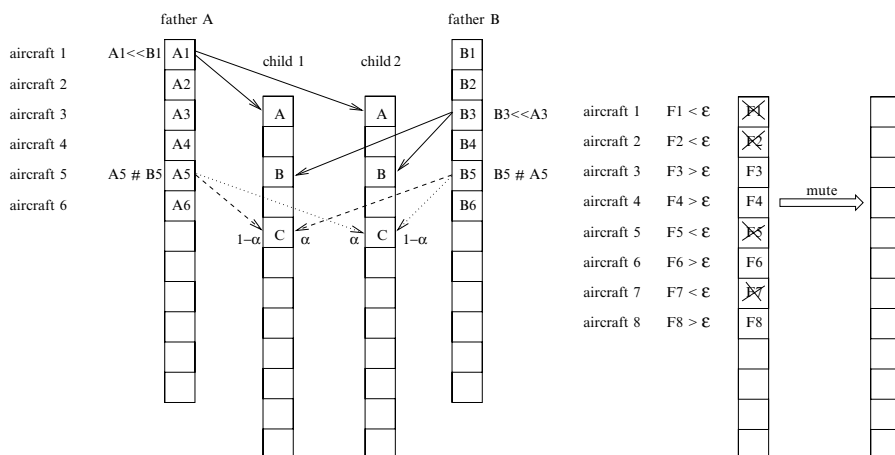 father A
father B
child 1
child 2
aircraft 1 A1<<B1 A1
aircraft 2 A2
aircraft 3 A3
aircraft 4 A4
aircraft 5 A5 # B5 A5
aircraft 6 A6
A
B
C
1−α
α
A
B
C
α
1−α
B1
B2
B3 B3<<A3
B4
B5 B5 # A5
B6
aircraft 1 F1 < ε F1
aircraft 2 F2 < ε F2
aircraft 3 F3 > ε F3
aircraft 4 F4 > ε F4
aircraft 5 F5 < ε F5
aircraft 6 F6 > ε F6
aircraft 7 F7 < ε F7
aircraft 8 F8 > ε F8
mute